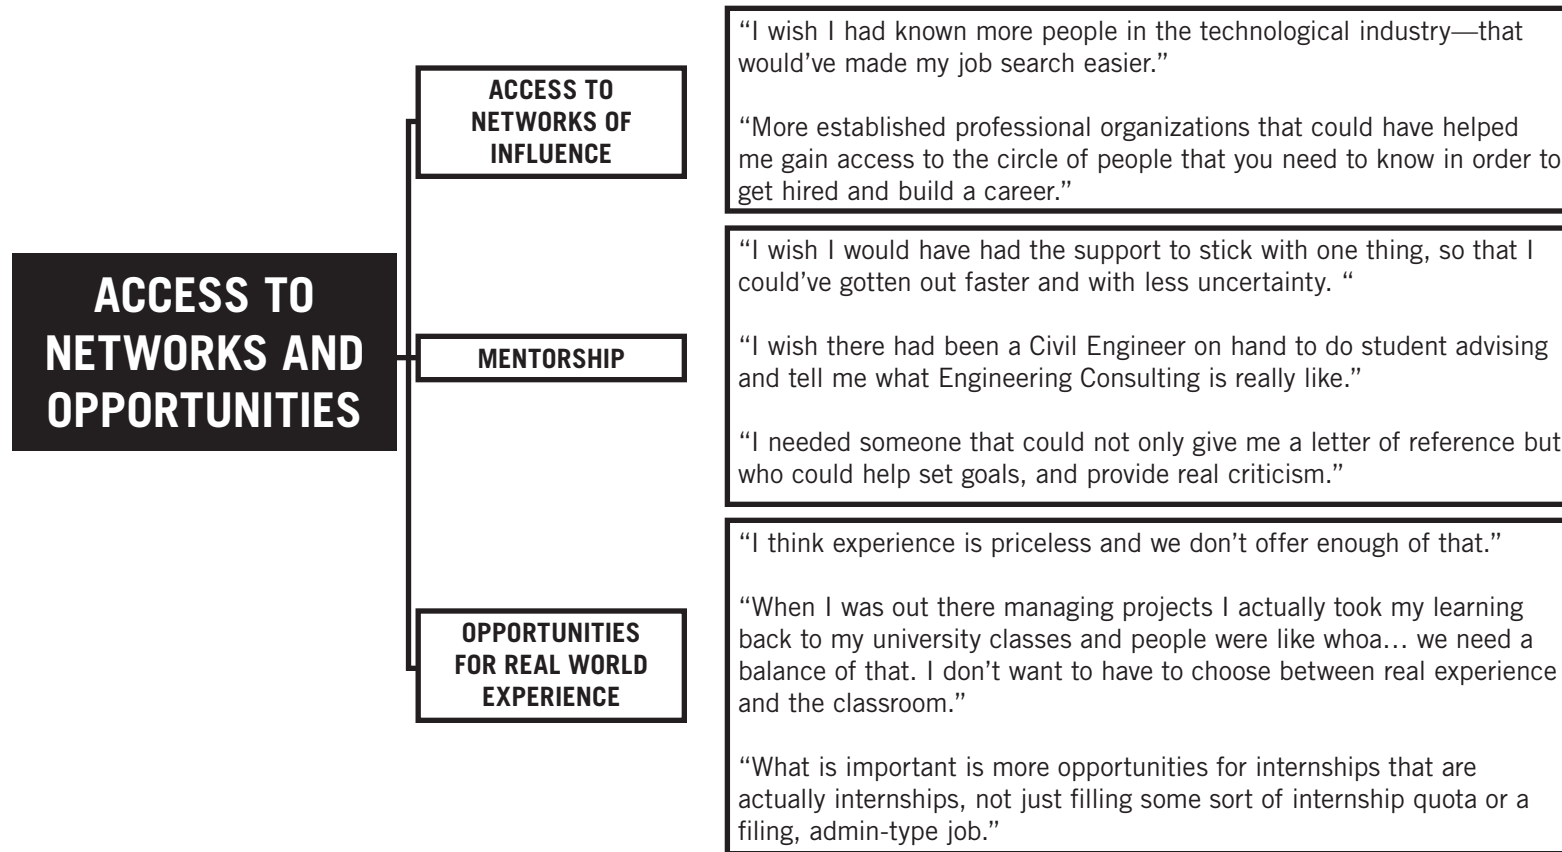 ACCESS TO
NETWORKS AND
OPPORTUNITIES
ACCESS TO
NETWORKS OF
INFLUENCE
“I wish I had known more people in the technological industry—that
would’ve made my job search easier.”
“More established professional organizations that could have helped
me gain access to the circle of people that you need to know in order to
get hired and build a career.”
MENTORSHIP
“I wish I would have had the support to stick with one thing, so that I
could’ve gotten out faster and with less uncertainty. “
“I wish there had been a Civil Engineer on hand to do student advising
and tell me what Engineering Consulting is really like.”
“I needed someone that could not only give me a letter of reference but
who could help set goals, and provide real criticism.”
OPPORTUNITIES
FOR REAL WORLD
EXPERIENCE
“I think experience is priceless and we don’t offer enough of that.”
“When I was out there managing projects I actually took my learning
back to my university classes and people were like whoa… we need a
balance of that. I don’t want to have to choose between real experience
and the classroom.”
“What is important is more opportunities for internships that are
actually internships, not just filling some sort of internship quota or a
filing, admin-type job.”